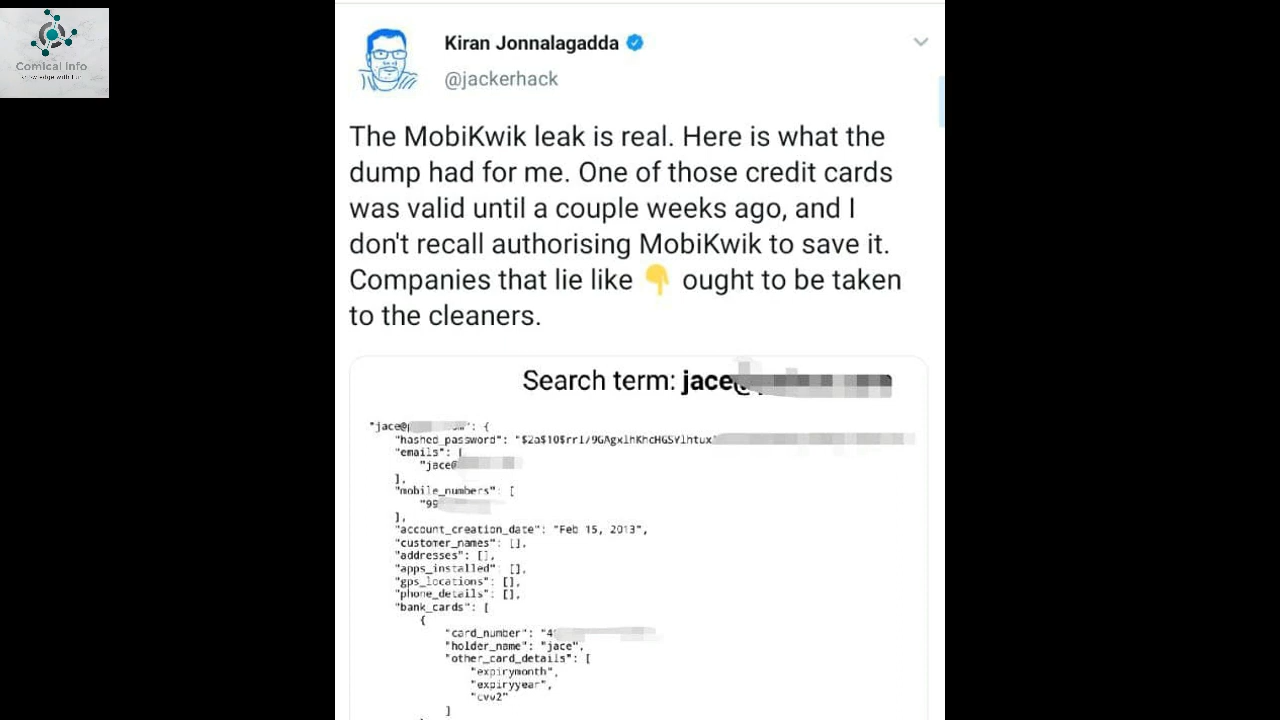 Comical Info
Kiran Jonnalagadda
@jackerhack
The MobiKwik leak is real. Here is what the
dump had for me. One of those credit cards
was valid until a couple weeks ago, and I
don't recall authorising MobiKwik to save it.
Companies that lie like 👇 ought to be taken
to the cleaners.
Search term: jace@
"jace@": {
"hashed_password": "$2a$10$rr
"emails": [
"jace@
],
"mobile_numbers": [
"99
],
"account_creation_date": "Feb 15, 2013",
"customer_names": [],
"addresses": [],
"apps_installed": [],
"gps_locations": [],
"phone_details": [],
"bank_cards": [
{
"card_number": "4
"holder_name": "jace",
"other_card_details": [
"expirymonth",
"expiryyear",
"cvv2"
]